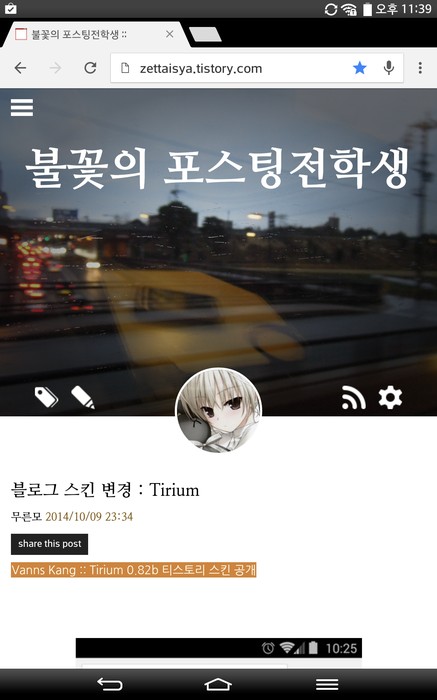 오후 11:39
불꽃의 포스팅전학생 ::
zettaisya.tistory.com
불꽃의 포스팅전학생
블로그 스킨 변경 : Tirium
무른모 2014/10/09 23:34
share this post
Vanns Kang :: Tirium 0.82b 티스토리 스킨 공개
10:25